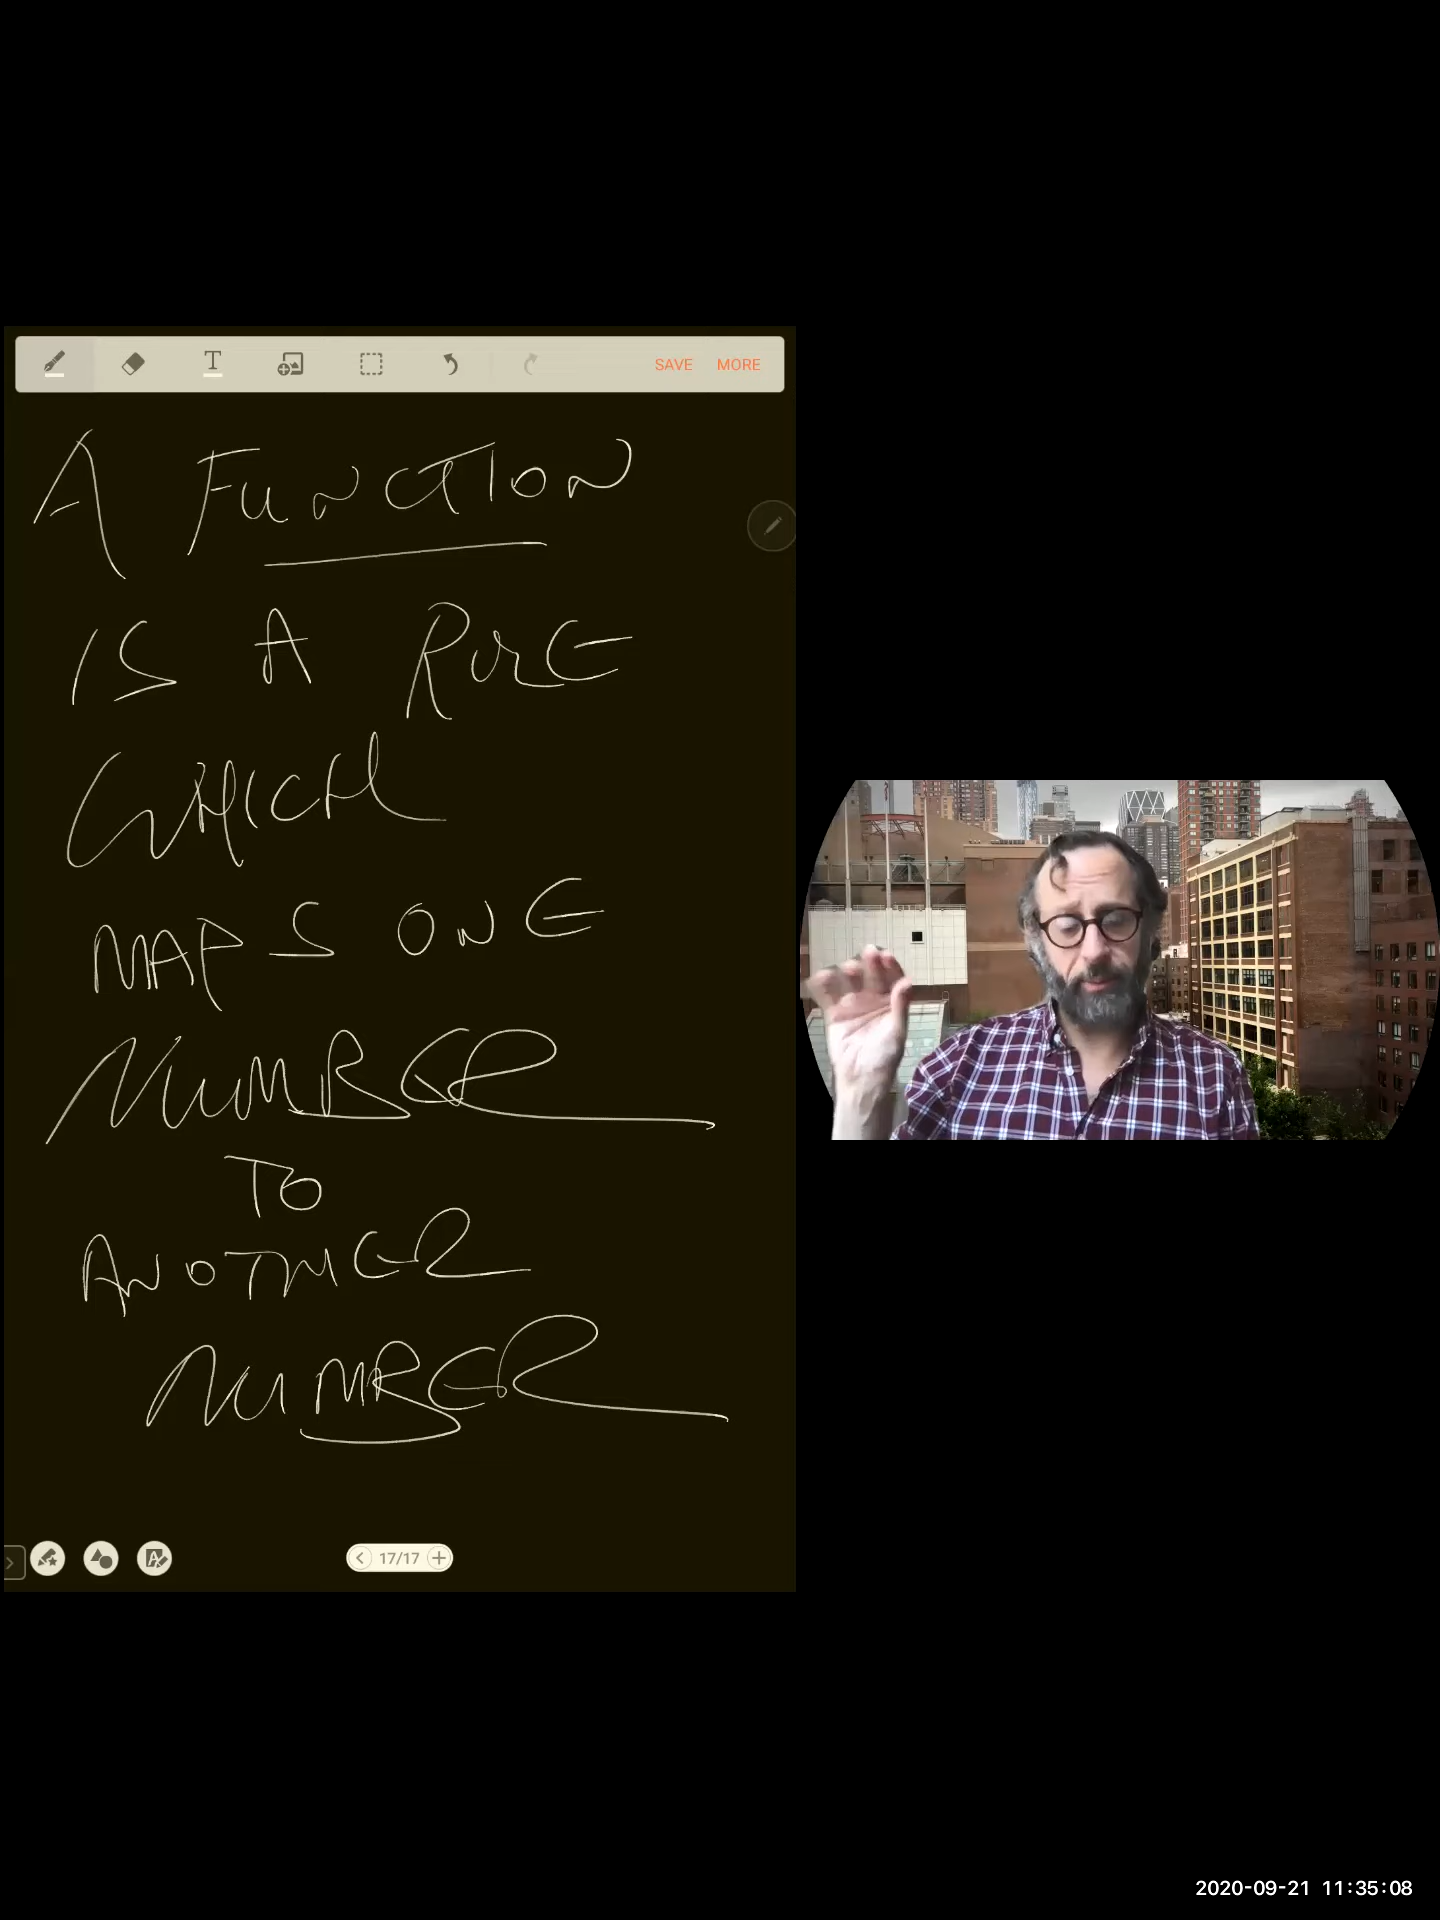 T
SAVE MORE
A FUNCTION
IS A RULE
WHICH
MAPS ONE
NUMBER
TO
ANOTHER
NUMBER
A
17/17
2020-09-21 11:35:08